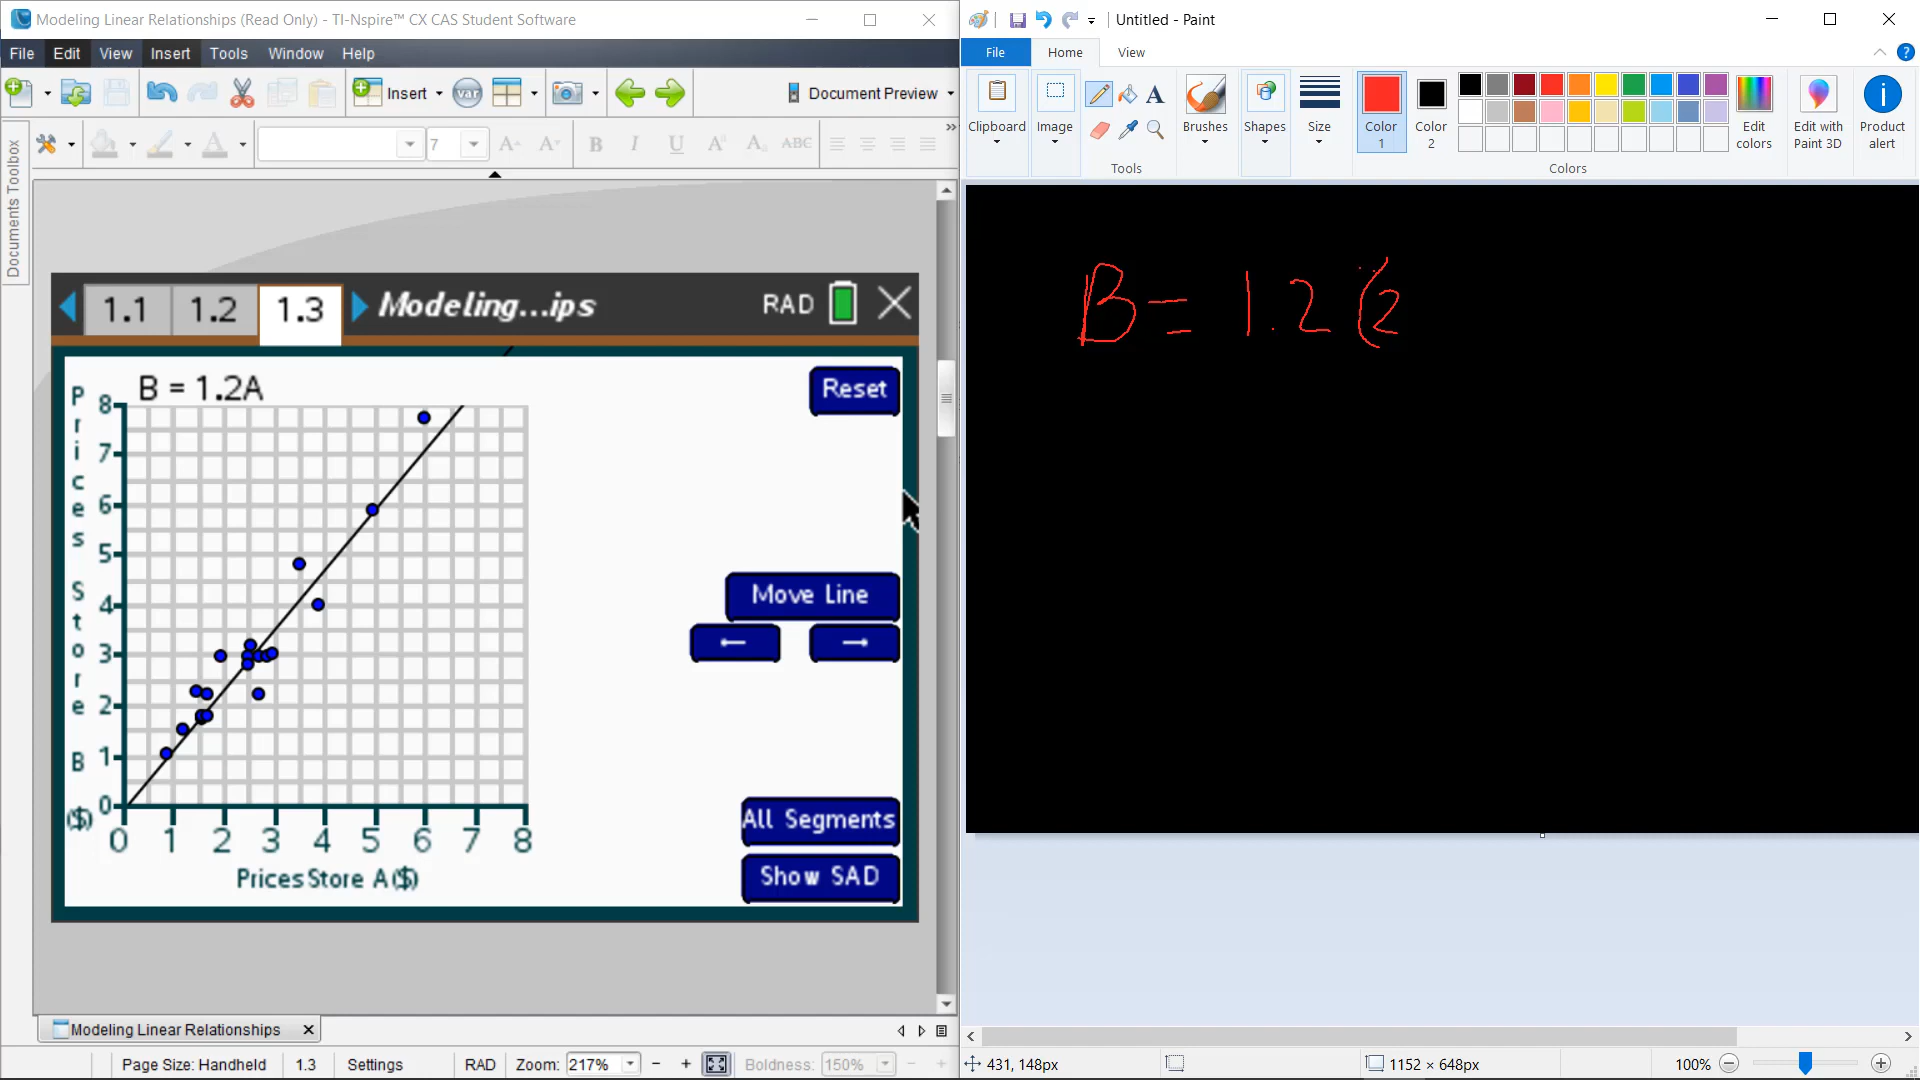 Modeling Linear Relationships (Read Only) - TI-Nspire™ CX CAS Student Software
File Edit View Insert Tools Window Help
Insert var Document Preview
7 A A B I U A A ABC
Documents Toolbox
1.1 1.2 1.3 Modeling...ips RAD
B = 1.2A
Reset
Prices Store B ($)
8
7
6
5
4
3
2
1
0
0 1 2 3 4 5 6 7 8
Prices Store A ($)
Move Line
← →
All Segments
Show SAD
Modeling Linear Relationships
Page Size: Handheld 1.3 Settings RAD Zoom: 217% - + Boldness: 150% - +
Untitled - Paint
File Home View
Clipboard Image Tools Brushes Shapes Size Color 1 Color 2 Edit colors Edit with Paint 3D Product alert
Colors
B = 1.2 (2
431, 148px 1152 × 648px 100%